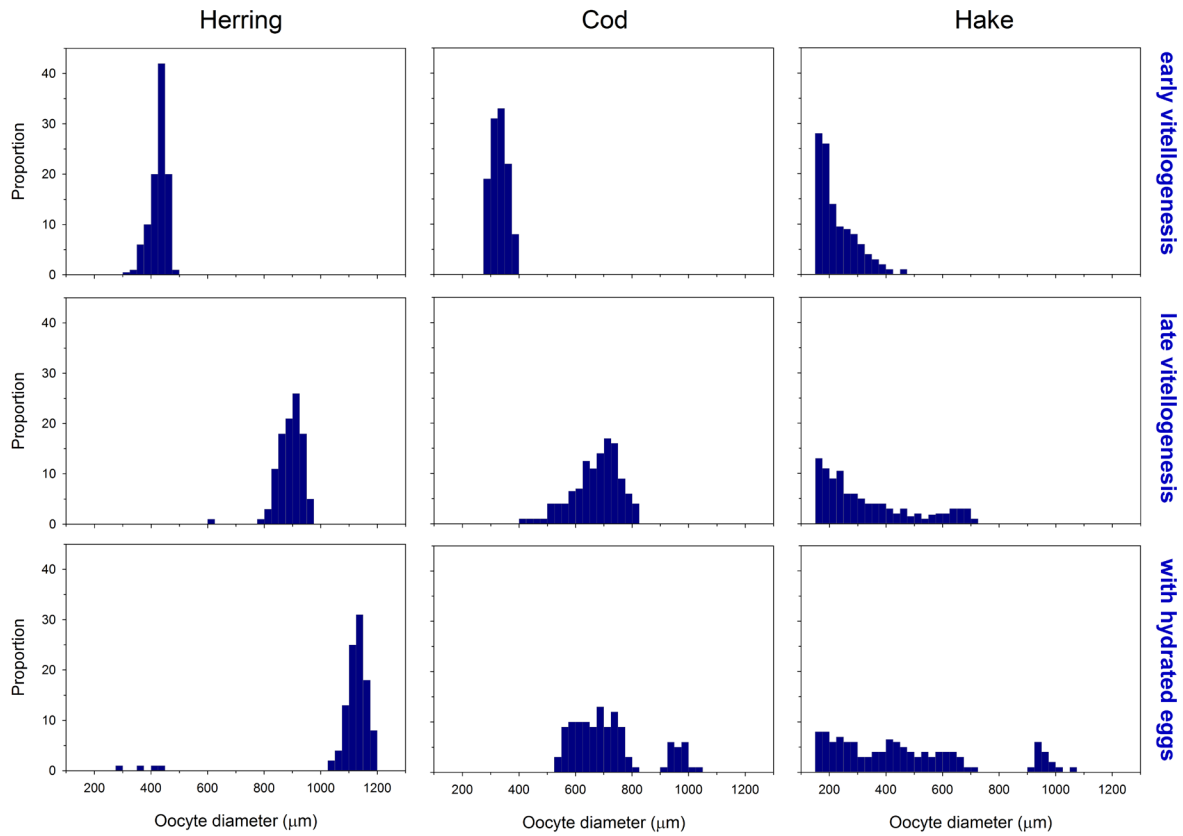 Herring Cod Hake
40
30
20
10
0
Proportion
early vitellogenesis
40
30
20
10
0
Proportion
late vitellogenesis
40
30
20
10
0
Proportion
with hydrated eggs
200 400 600 800 1000 1200 200 400 600 800 1000 1200 200 400 600 800 1000 1200
Oocyte diameter (μm) Oocyte diameter (μm) Oocyte diameter (μm)